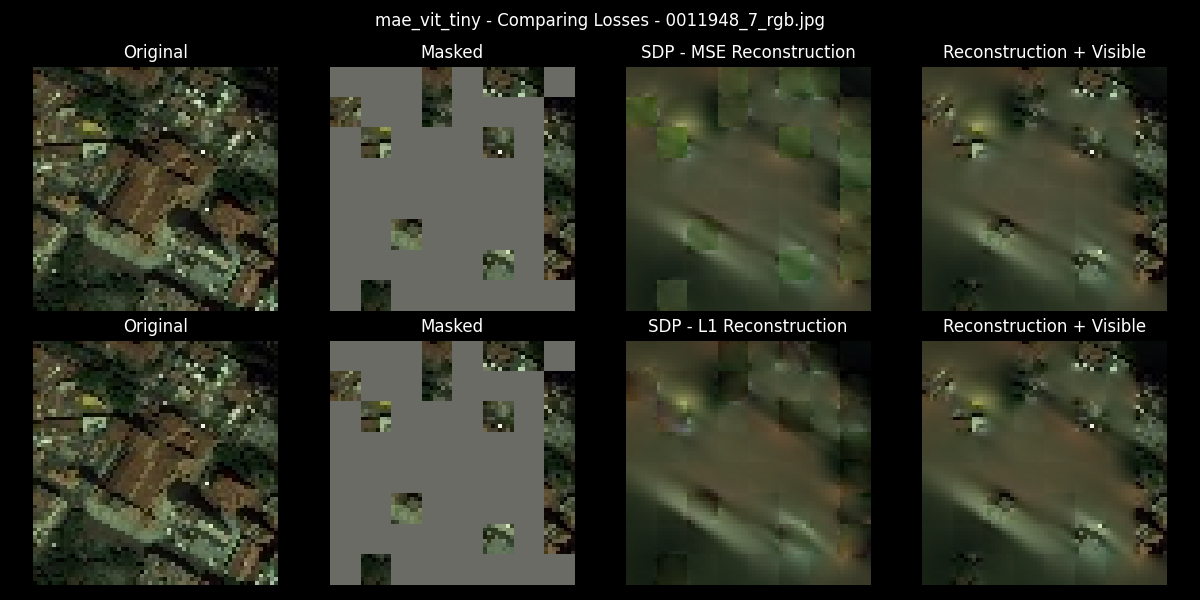 mae_vit_tiny - Comparing Losses - 0011948_7_rgb.jpg
Original
Masked
SDP - MSE Reconstruction
Reconstruction + Visible
Original
Masked
SDP - L1 Reconstruction
Reconstruction + Visible